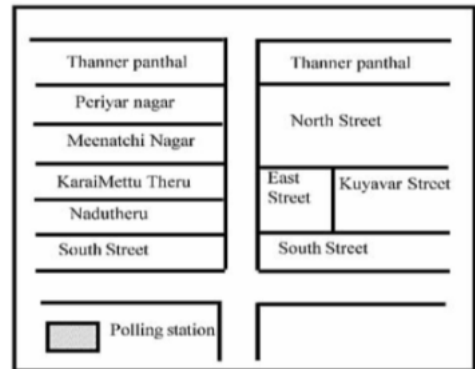 Thanner panthal
Periyar nagar
Meenatchi Nagar
KaraiMettu Theru
Nadutheru
South Street
Thanner panthal
North Street
East
Street
Kuyavar Street
South Street
Polling station